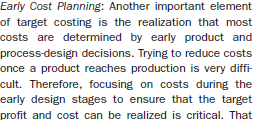 Early Cost Planning: Another important element
of target costing is the realization that most
costs are determined by early product and
process-design decisions. Trying to reduce costs
once a product reaches production is very diffi-
cult. Therefore, focusing on costs during the
early design stages to ensure that the target
profit and cost can be realized is critical. That